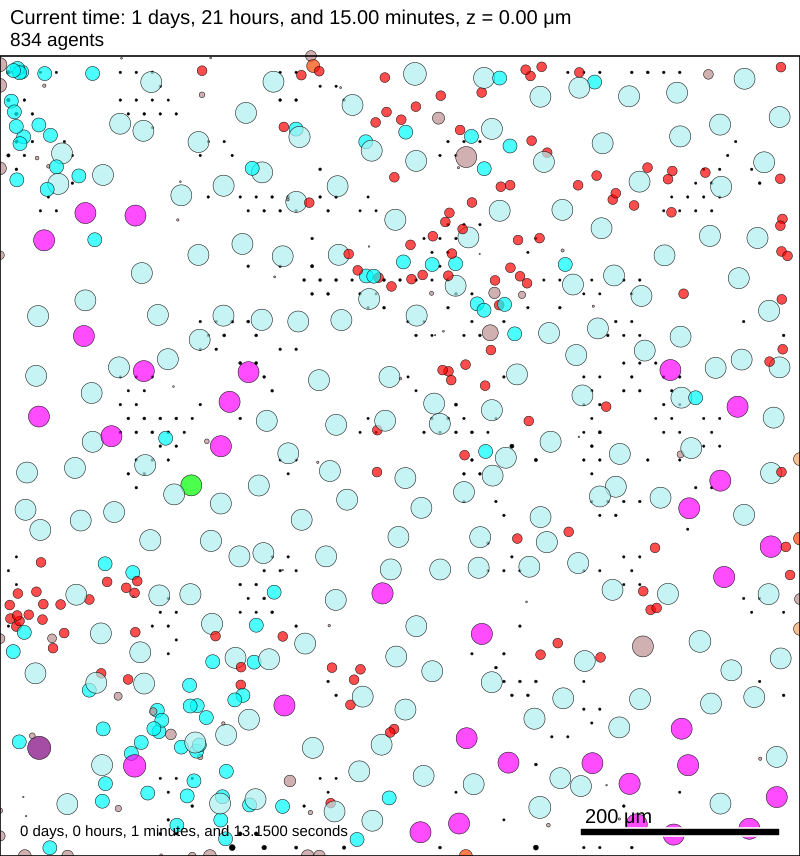 Current time: 1 days, 21 hours, and 15.00 minutes, z = 0.00 μm
834 agents
200 μm
0 days, 0 hours, 1 minutes, and 13.1500 seconds